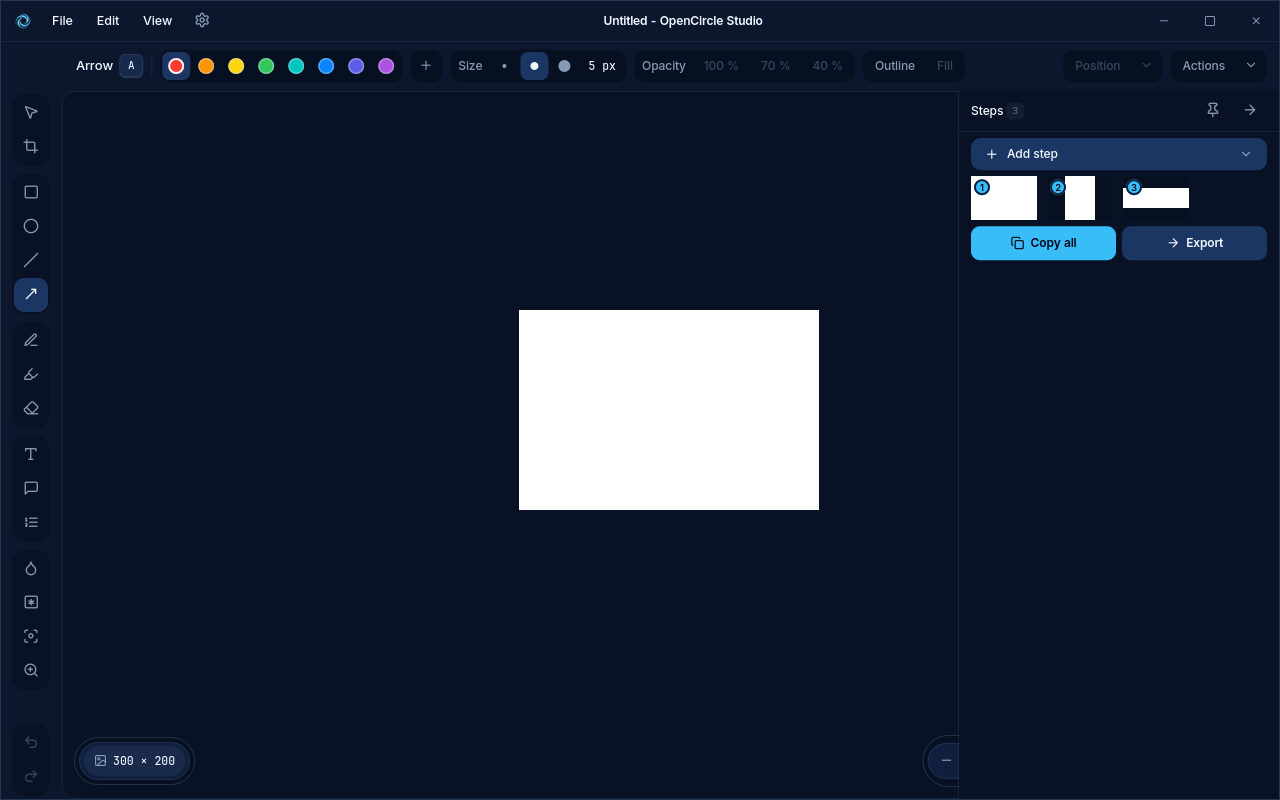 File Edit View Untitled - OpenCircle Studio
Arrow A Size 5 px Opacity 100 % 70 % 40 % Outline Fill Position Actions
Steps 3
Add step
1 2 3
Copy all Export
300 × 200